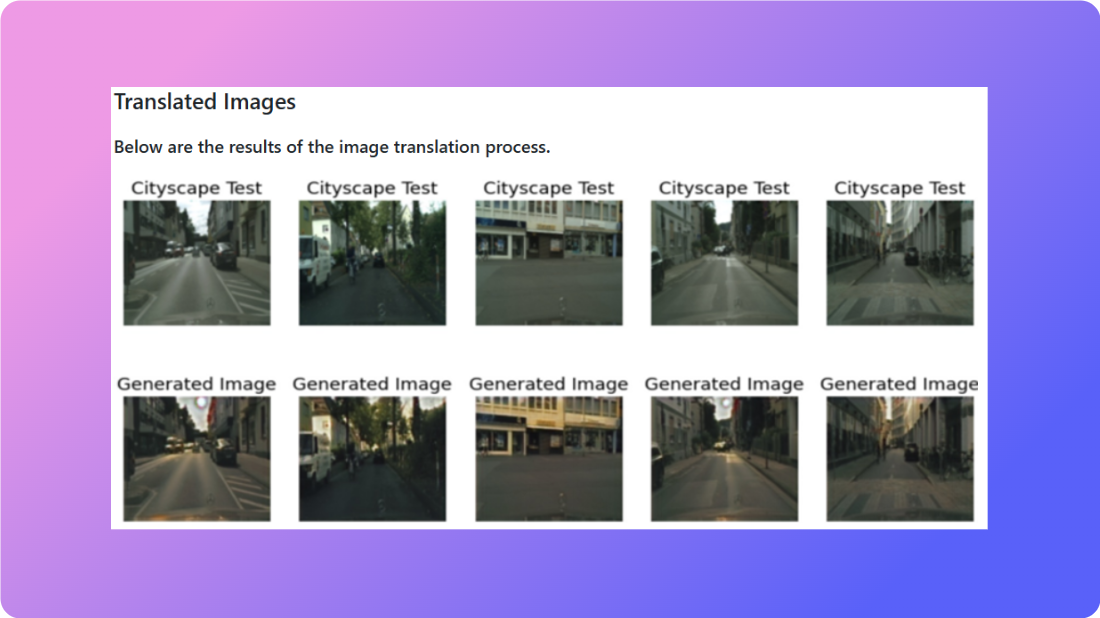 Translated Images
Below are the results of the image translation process.
Cityscape Test Cityscape Test Cityscape Test Cityscape Test Cityscape Test
Generated Image Generated Image Generated Image Generated Image Generated Image